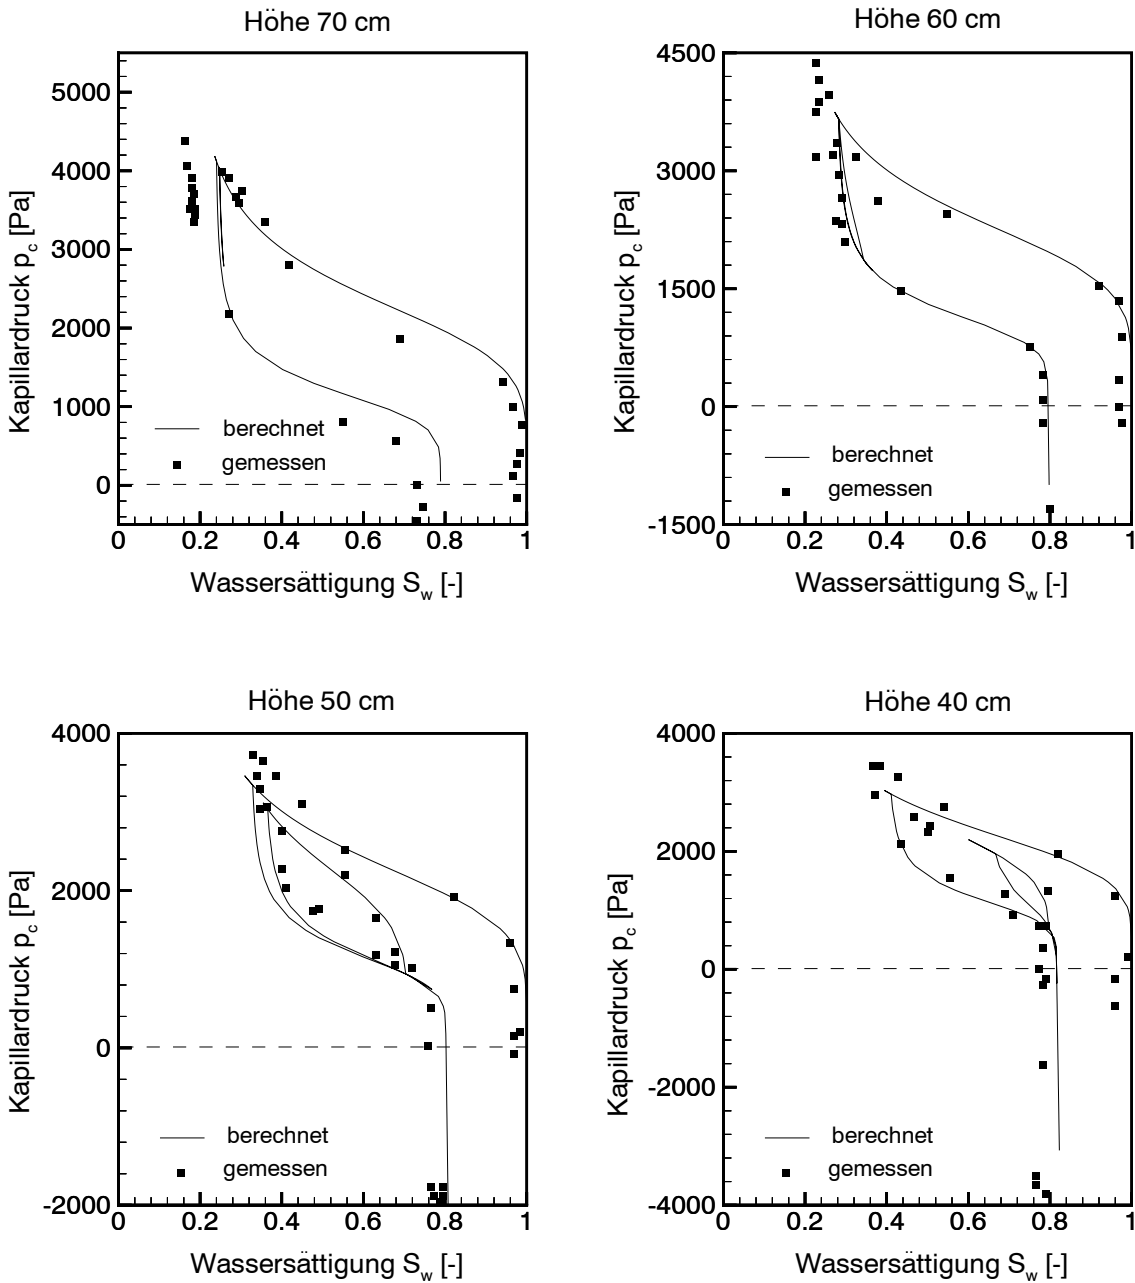 Höhe 70 cm
Kapillardruck p_c [Pa]
5000
4000
3000
2000
1000
0
berechnet
gemessen
0 0.2 0.4 0.6 0.8 1
Wassersättigung S_w [-]
Höhe 60 cm
Kapillardruck p_c [Pa]
4500
3000
1500
0
-1500
berechnet
gemessen
0 0.2 0.4 0.6 0.8 1
Wassersättigung S_w [-]
Höhe 50 cm
Kapillardruck p_c [Pa]
4000
2000
0
-2000
berechnet
gemessen
0 0.2 0.4 0.6 0.8 1
Wassersättigung S_w [-]
Höhe 40 cm
Kapillardruck p_c [Pa]
4000
2000
0
-2000
-4000
berechnet
gemessen
0 0.2 0.4 0.6 0.8 1
Wassersättigung S_w [-]